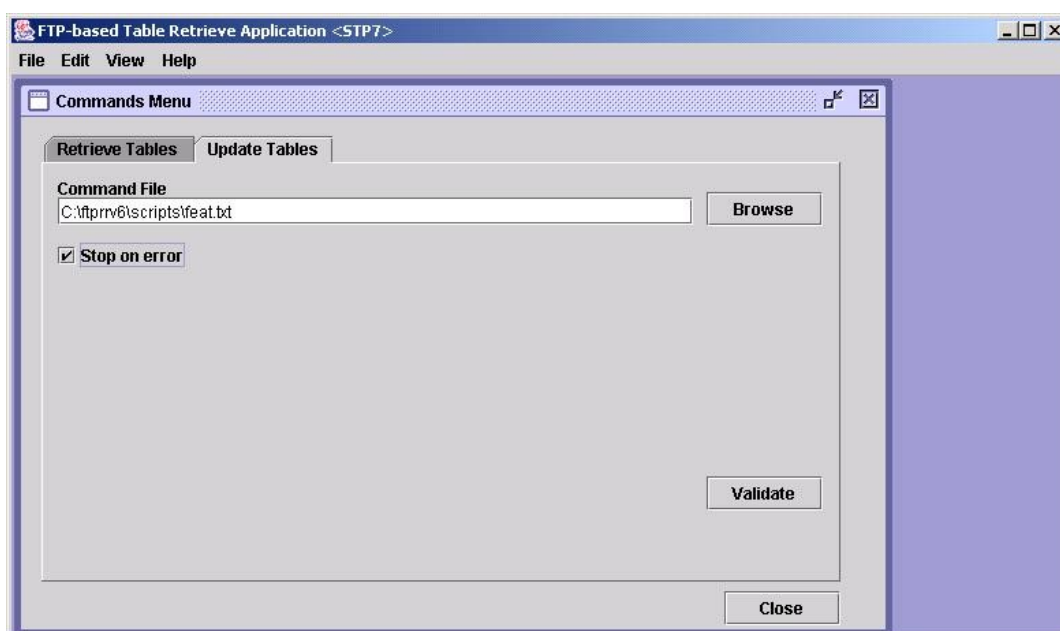 FTP-based Table Retrieve Application <STP7>
File Edit View Help
Commands Menu
Retrieve Tables Update Tables
Command File
C:\ftprrv6\scripts\feat.txt Browse
Stop on error
Validate
Close